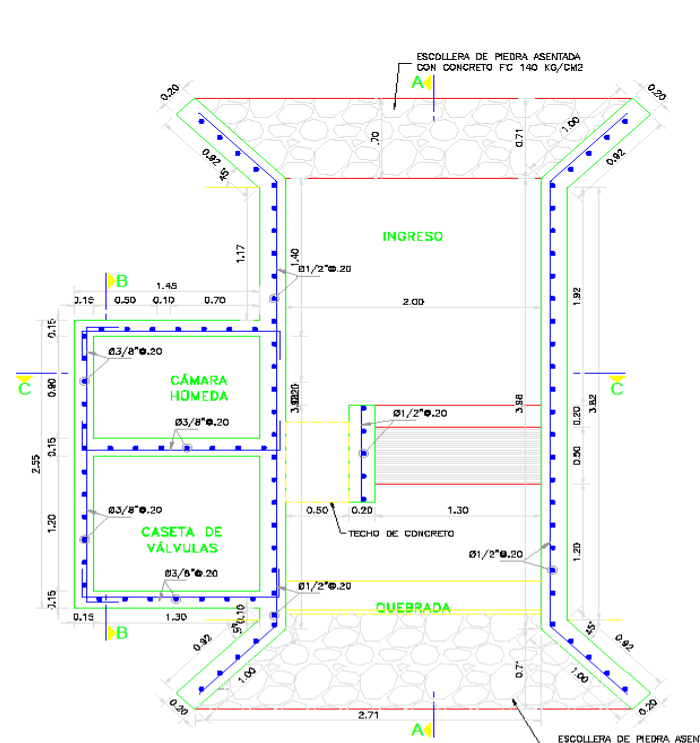 ESCOLLERA DE PIEDRA ASENTADA
CON CONCRETO F'C 140 KG/CM2
A
0.20
0.20
.70
0.71
1.00
0.92
45°
0.92
INGRESO
1.17
1.40
Ø1/2"@.20
B
1.45
0.15
0.50
0.10
0.70
2.00
1.92
0.15
Ø3/8"@.20
C
C
0.90
CÁMARA
HÚMEDA
3.98
3.82
Ø1/2"@.20
0.20
Ø3/8"@.20
0.15
2.55
0.50
Ø3/8"@.20
0.50
0.20
1.30
1.20
CASETA DE
VÁLVULAS
TECHO DE CONCRETO
Ø1/2"@.20
1.20
Ø3/8"@.20
Ø1/2"@.20
0.15
QUEBRADA
0.15
1.30
0.10
B
0.92
45°
0.92
1.00
0.71
1.00
0.20
0.20
2.71
A
ESCOLLERA DE PIEDRA ASEN